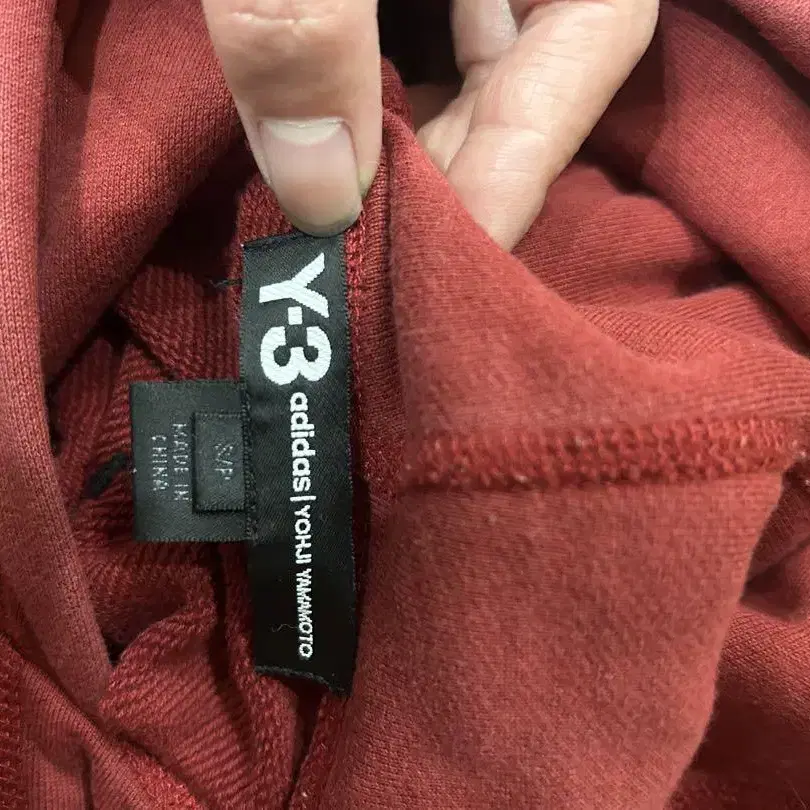 Y-3
adidas | YOHJI YAMAMOTO
S/P
MADE IN
CHINA